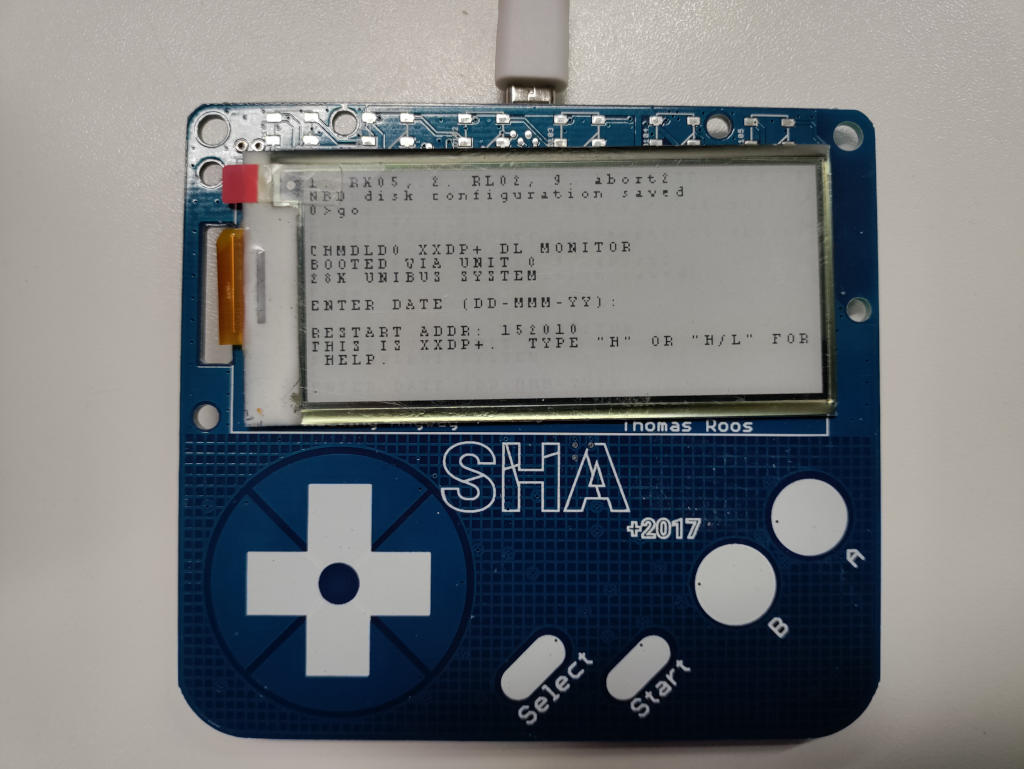 1. RK05, 2. RL02, 9. abort2
NBD disk configuration saved
0>go
CHMDLD0 XXDP+ DL MONITOR
BOOTED VIA UNIT 0
28K UNIBUS SYSTEM
ENTER DATE (DD-MMM-YY):
RESTART ADDR: 152010
THIS IS XXDP+.  TYPE "H" OR "H/L" FOR
HELP.
Thomas Roos
SHA
+2017
A
B
Select
Start